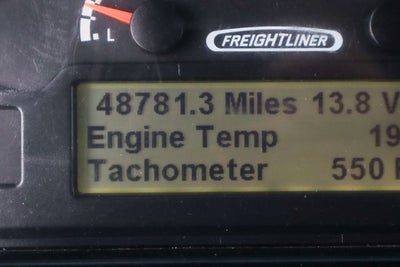 L
FREIGHTLINER
48781.3 Miles 13.8 V
Engine Temp 19
Tachometer 550